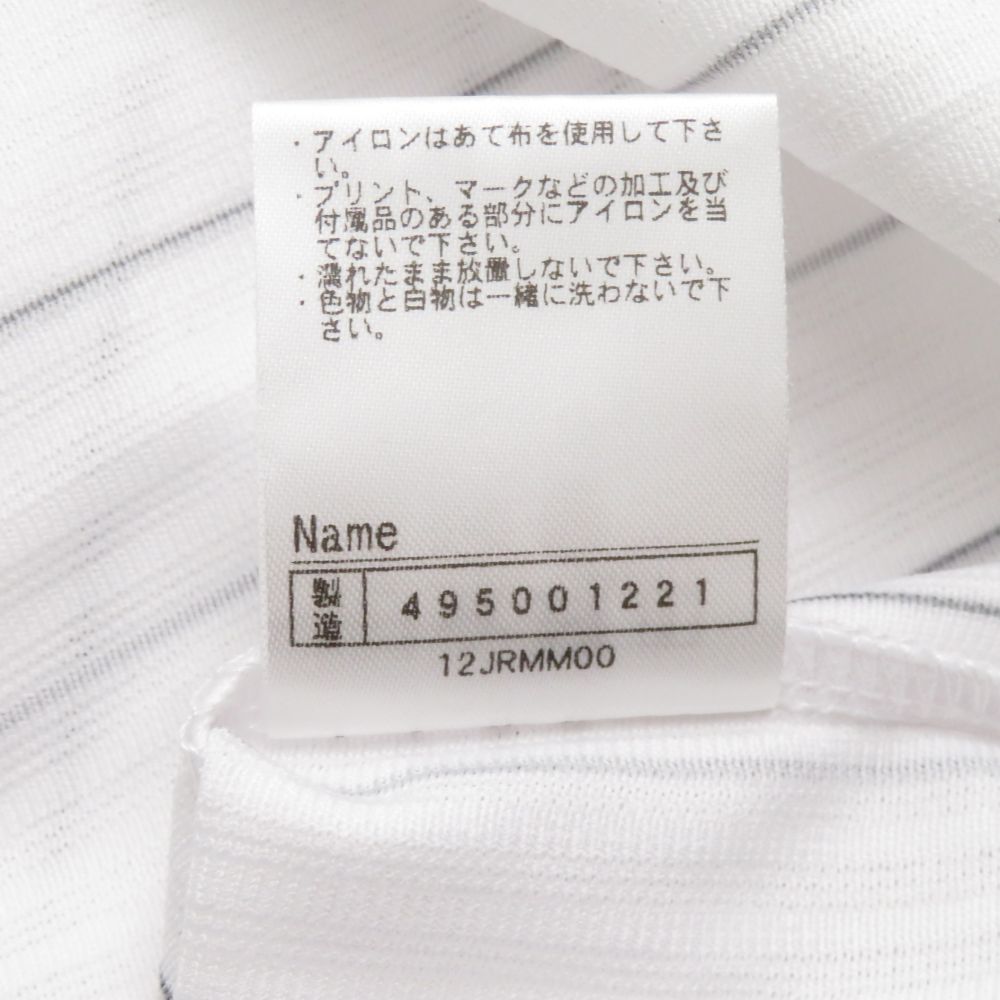 ・アイロンはあて布を使用して下さ
い。
・プリント、マークなどの加工及び
付属品のある部分にアイロンを当
てないで下さい。
・濡れたまま放置しないで下さい。
・色物と白物は一緒に洗わないで下
さい。
Name
製造 495001221
12JRMM00